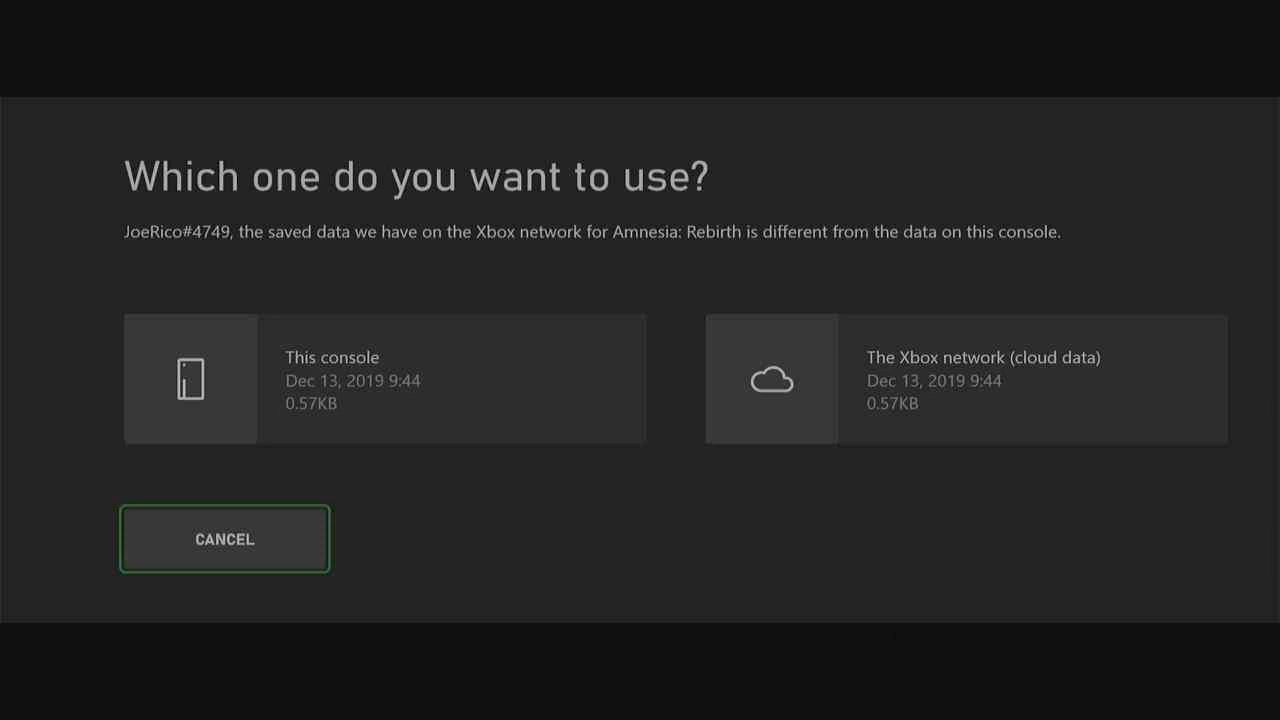 Which one do you want to use?
JoeRico#4749, the saved data we have on the Xbox network for Amnesia: Rebirth is different from the data on this console.
This console
Dec 13, 2019 9:44
0.57KB
The Xbox network (cloud data)
Dec 13, 2019 9:44
0.57KB
CANCEL